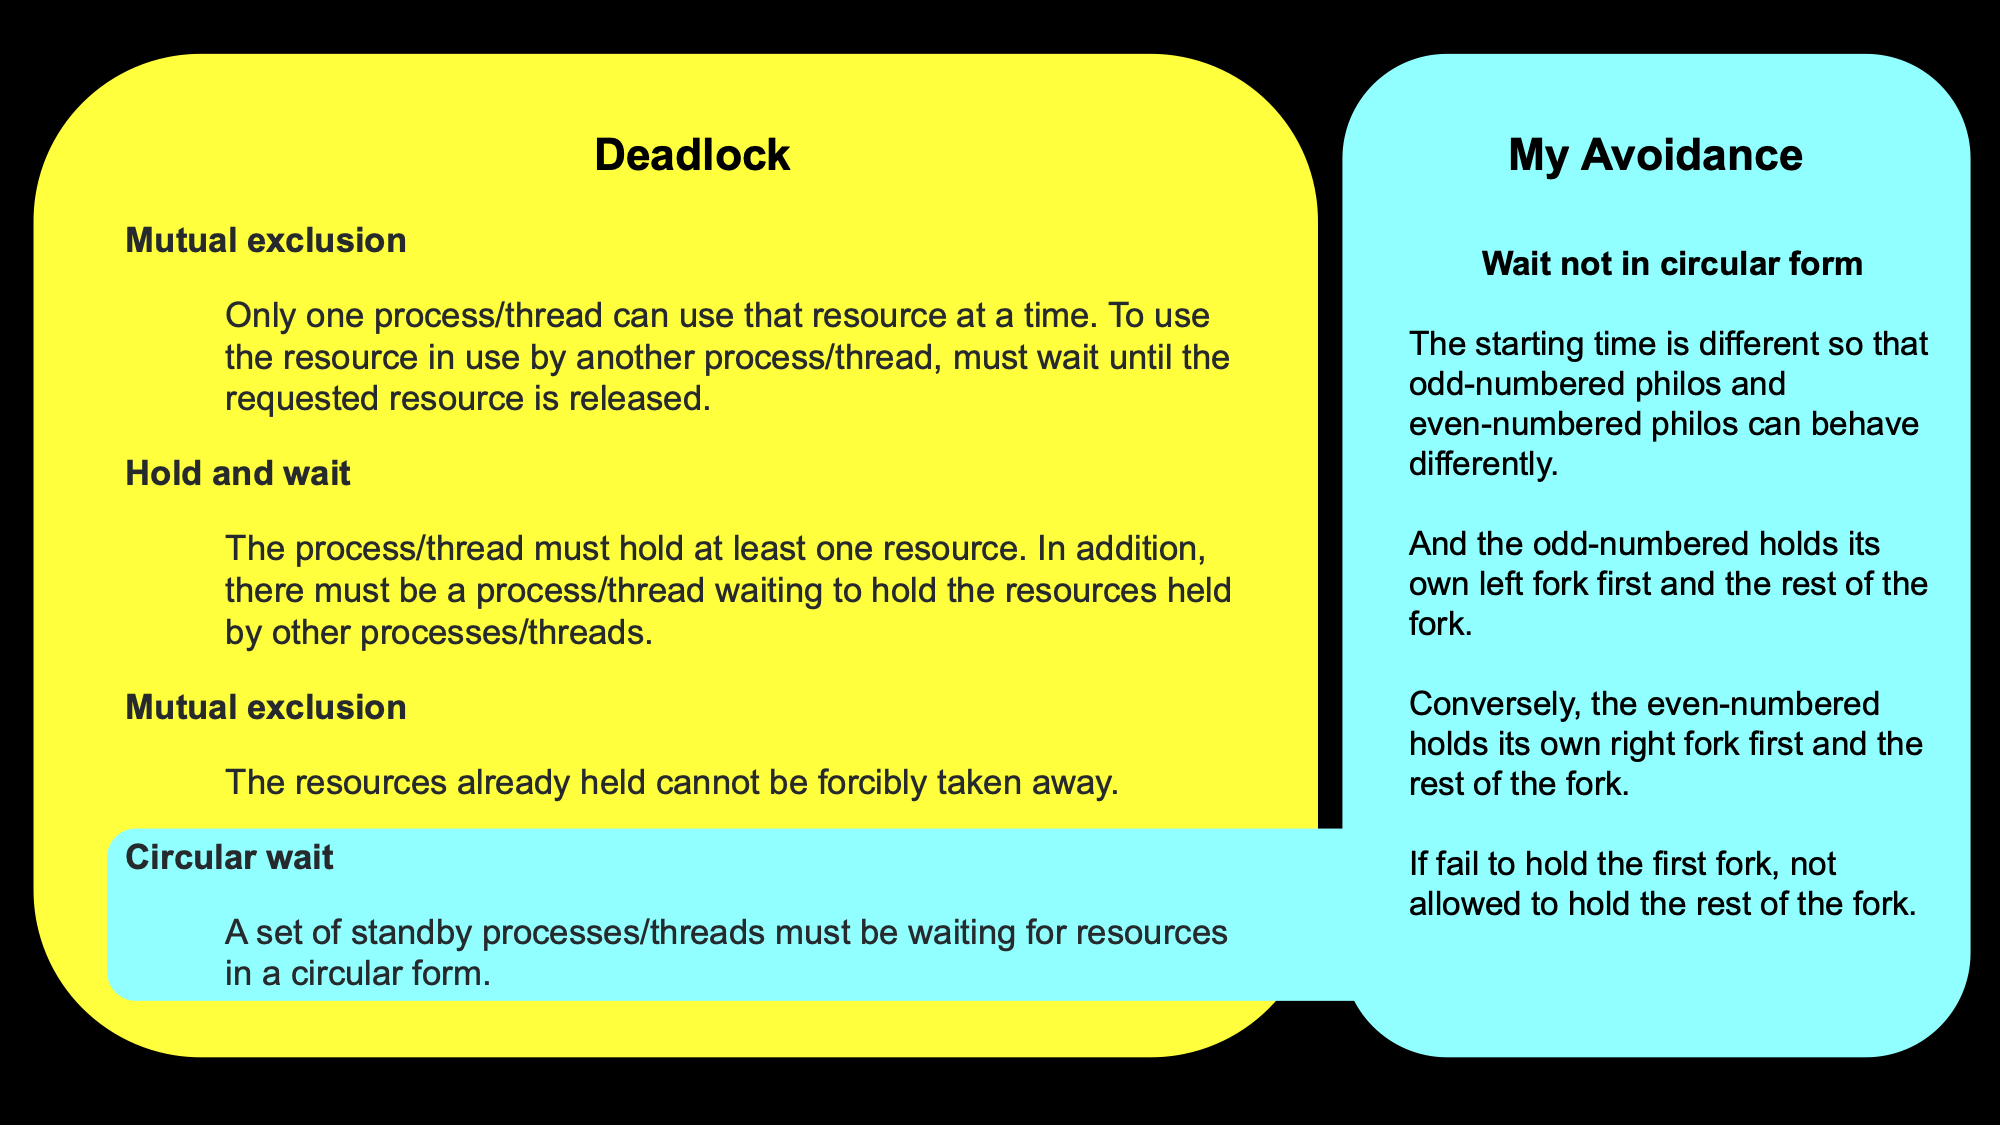 Deadlock
Mutual exclusion
Only one process/thread can use that resource at a time. To use
the resource in use by another process/thread, must wait until the
requested resource is released.
Hold and wait
The process/thread must hold at least one resource. In addition,
there must be a process/thread waiting to hold the resources held
by other processes/threads.
Mutual exclusion
The resources already held cannot be forcibly taken away.
Circular wait
A set of standby processes/threads must be waiting for resources
in a circular form.
My Avoidance
Wait not in circular form
The starting time is different so that
odd-numbered philos and
even-numbered philos can behave
differently.
And the odd-numbered holds its
own left fork first and the rest of the
fork.
Conversely, the even-numbered
holds its own right fork first and the
rest of the fork.
If fail to hold the first fork, not
allowed to hold the rest of the fork.